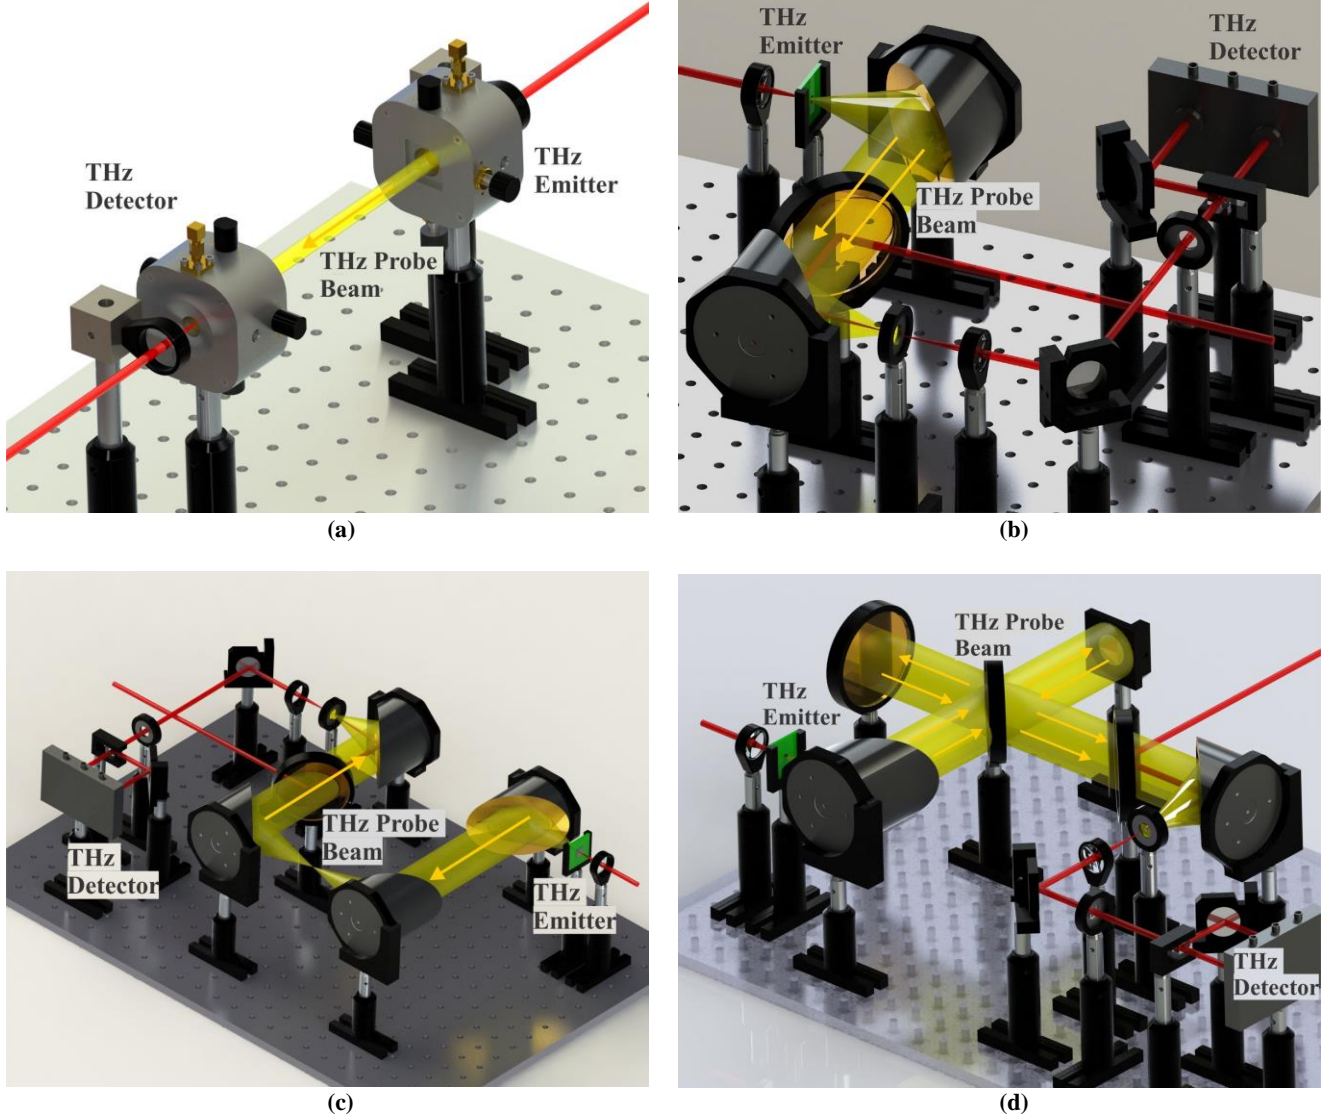 THz
Detector
THz
Emitter
THz Probe
Beam
(a)
THz
Emitter
THz
Detector
THz Probe
Beam
(b)
THz Probe
Beam
THz
Detector
THz
Emitter
(c)
THz Probe
Beam
THz
Emitter
THz
Detector
(d)